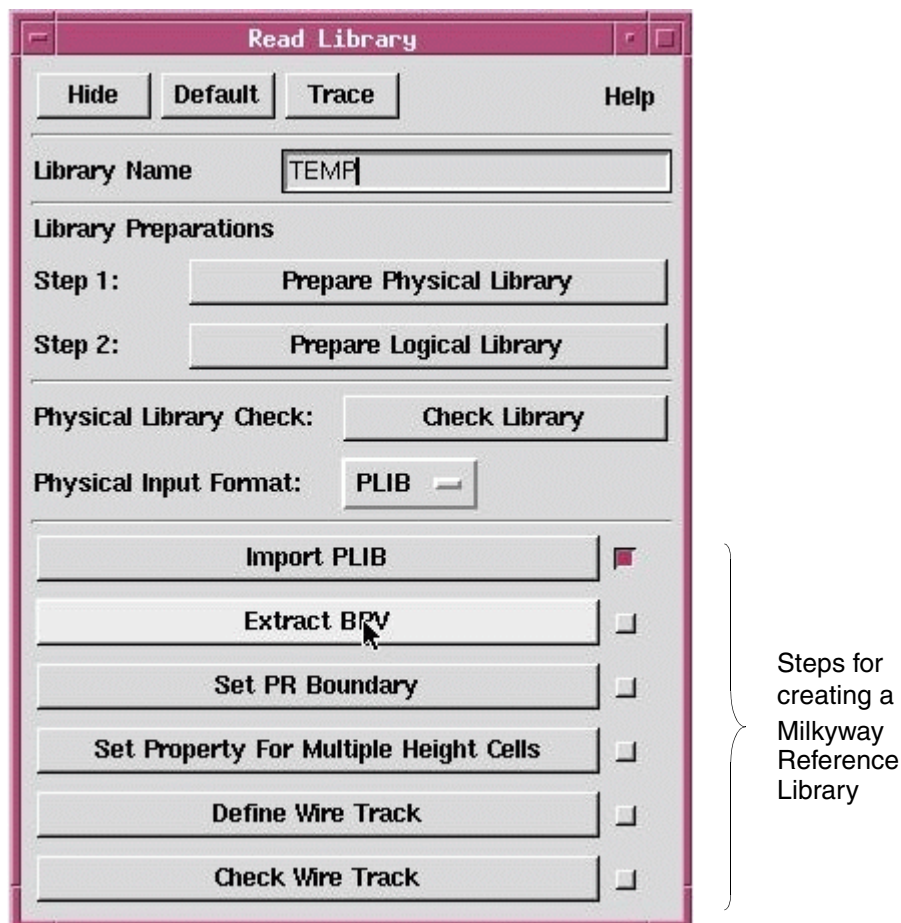 Read Library
Hide Default Trace Help
Library Name TEMP
Library Preparations
Step 1: Prepare Physical Library
Step 2: Prepare Logical Library
Physical Library Check: Check Library
Physical Input Format: PLIB
Import PLIB
Extract BPV
Set PR Boundary
Set Property For Multiple Height Cells
Define Wire Track
Check Wire Track
Steps for
creating a
Milkyway
Reference
Library